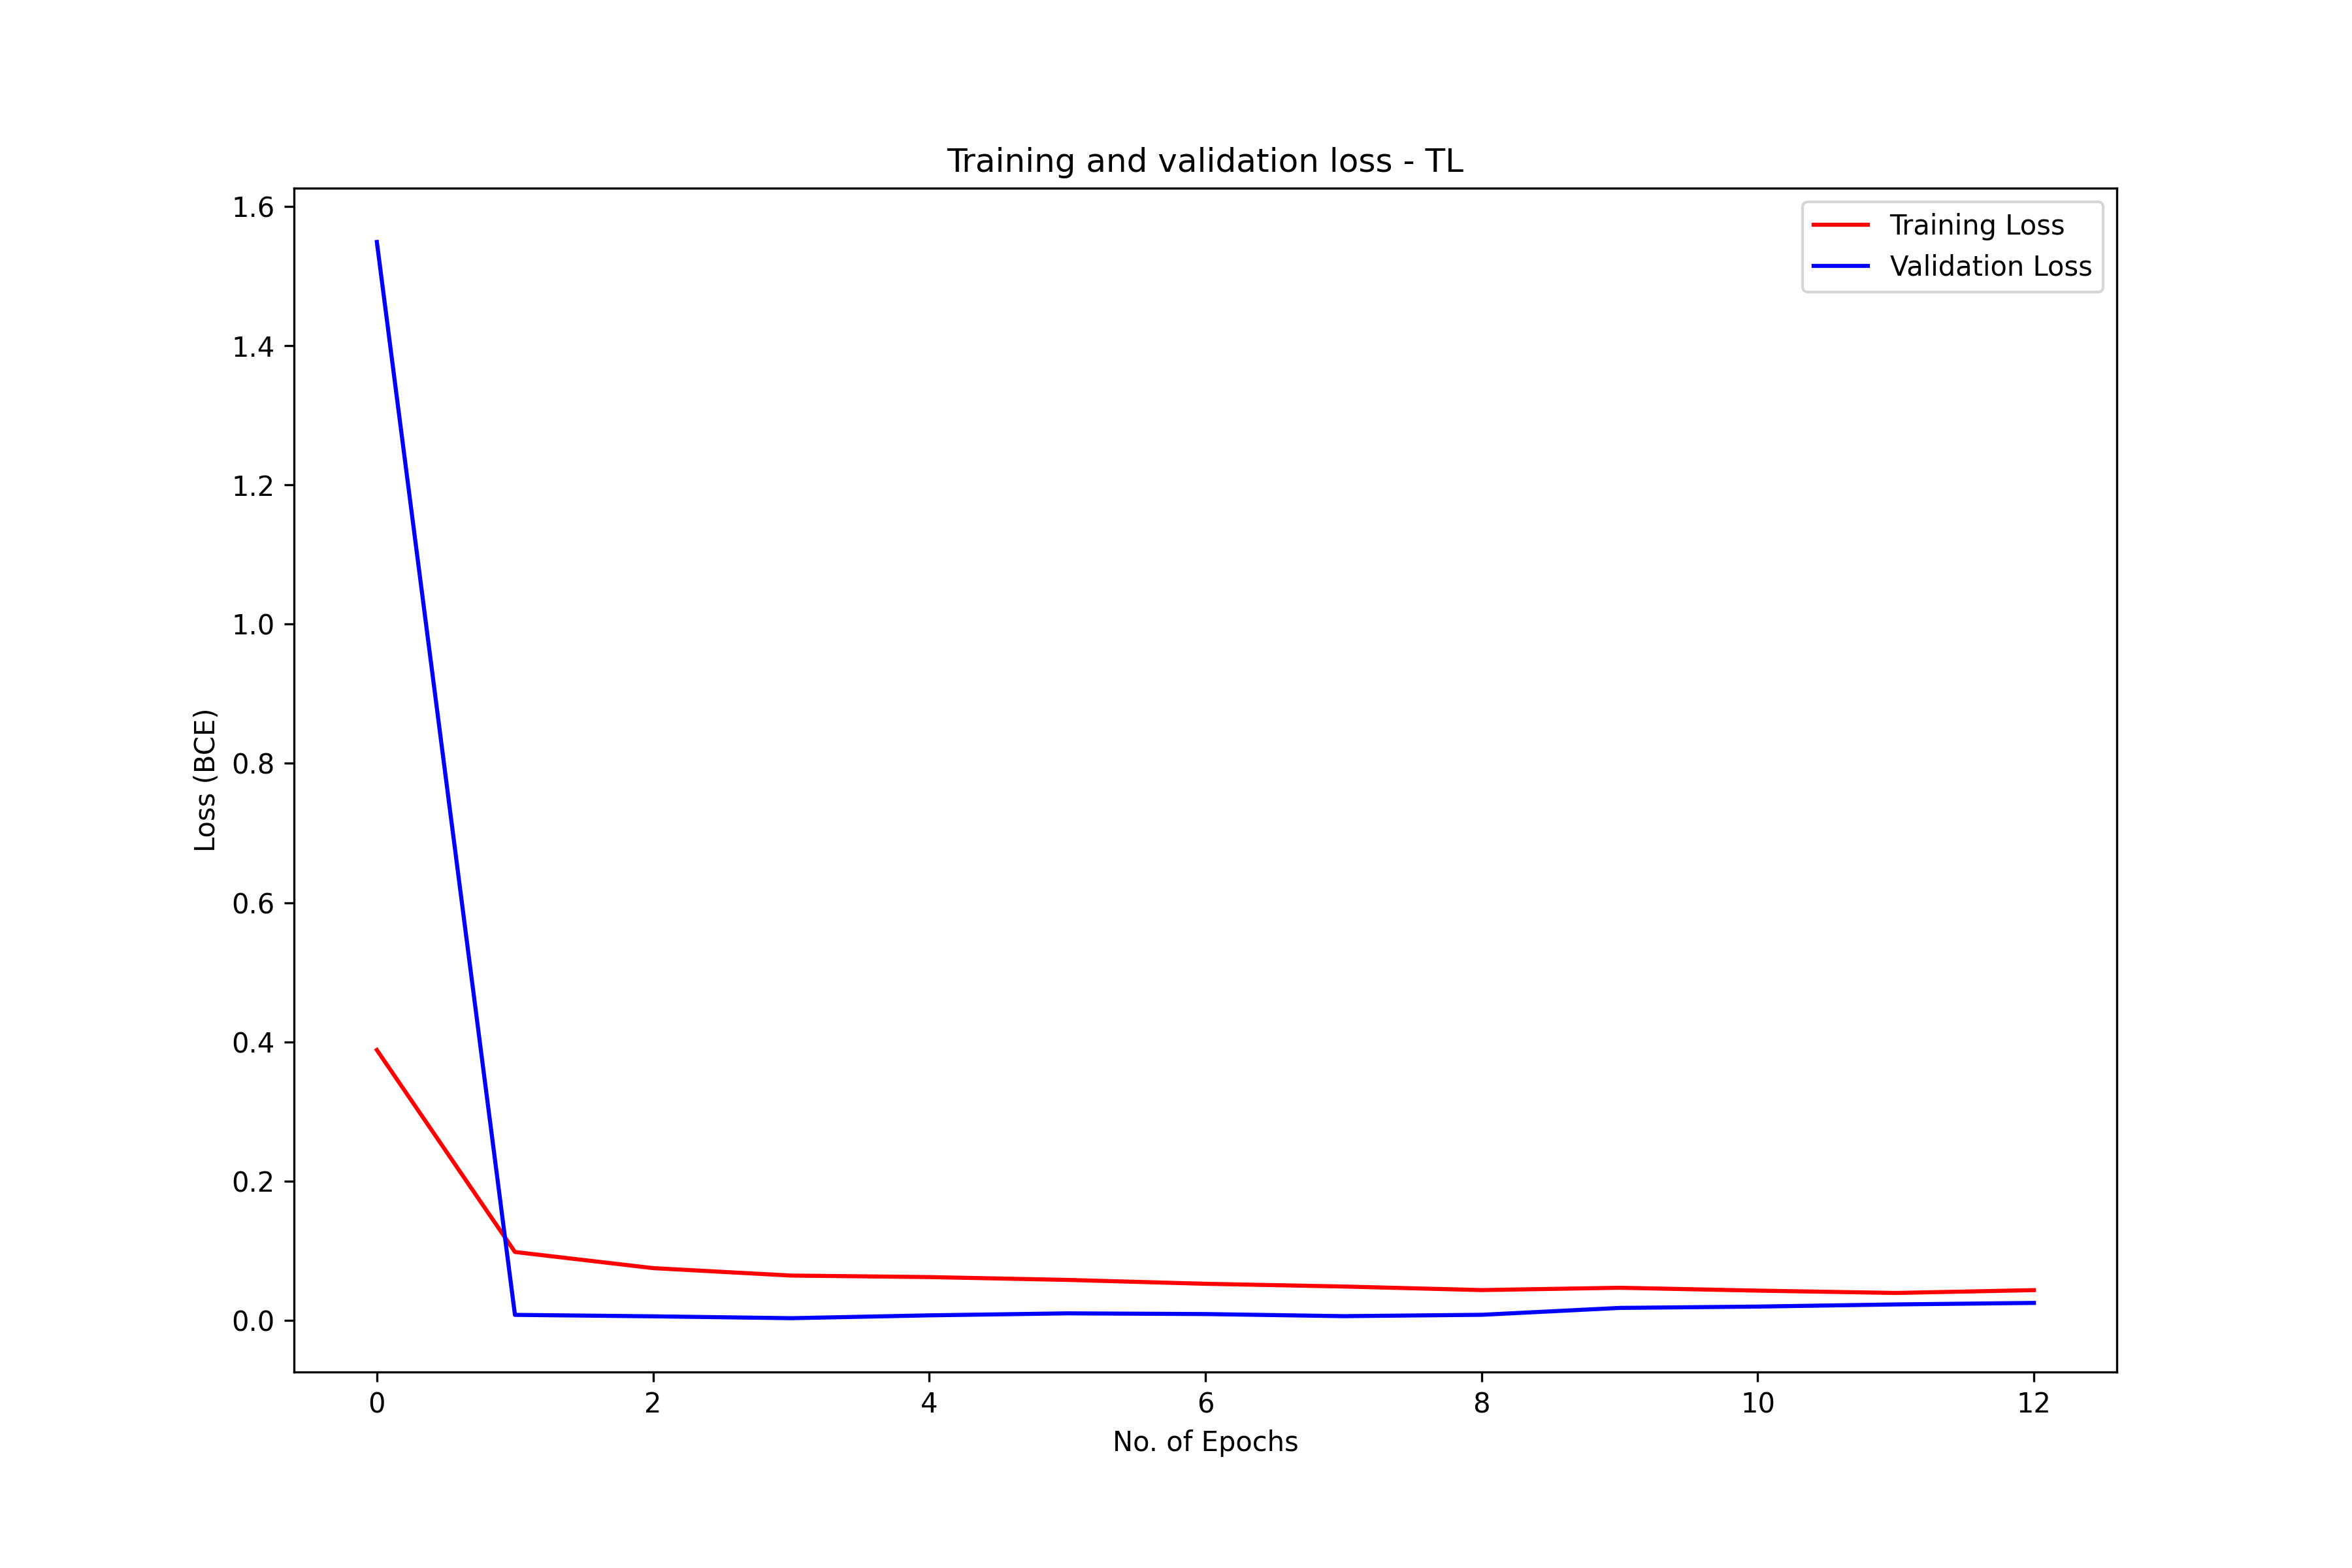 Training and validation loss - TL
Training Loss
Validation Loss
1.6
1.4
1.2
1.0
0.8
0.6
0.4
0.2
0.0
Loss (BCE)
0 2 4 6 8 10 12
No. of Epochs